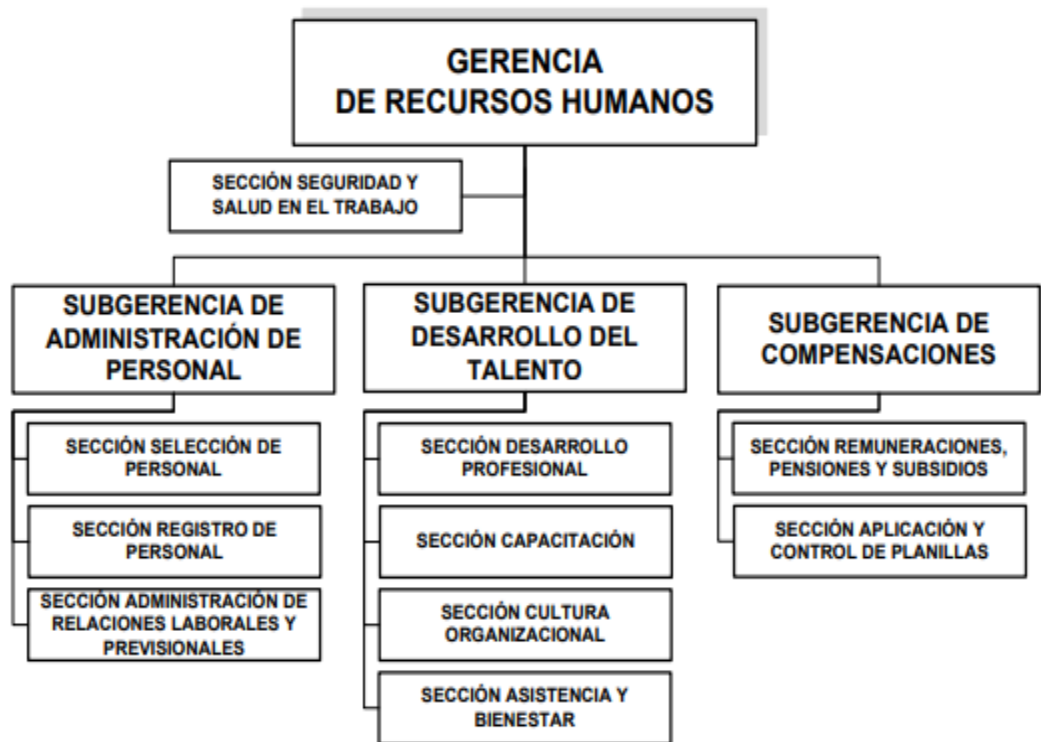 GERENCIA
DE RECURSOS HUMANOS
SECCIÓN SEGURIDAD Y
SALUD EN EL TRABAJO
SUBGERENCIA DE
ADMINISTRACIÓN DE
PERSONAL
SECCIÓN SELECCIÓN DE
PERSONAL
SECCIÓN REGISTRO DE
PERSONAL
SECCIÓN ADMINISTRACIÓN DE
RELACIONES LABORALES Y
PREVISIONALES
SUBGERENCIA DE
DESARROLLO DEL
TALENTO
SECCIÓN DESARROLLO
PROFESIONAL
SECCIÓN CAPACITACIÓN
SECCIÓN CULTURA
ORGANIZACIONAL
SECCIÓN ASISTENCIA Y
BIENESTAR
SUBGERENCIA DE
COMPENSACIONES
SECCIÓN REMUNERACIONES,
PENSIONES Y SUBSIDIOS
SECCIÓN APLICACIÓN Y
CONTROL DE PLANILLAS